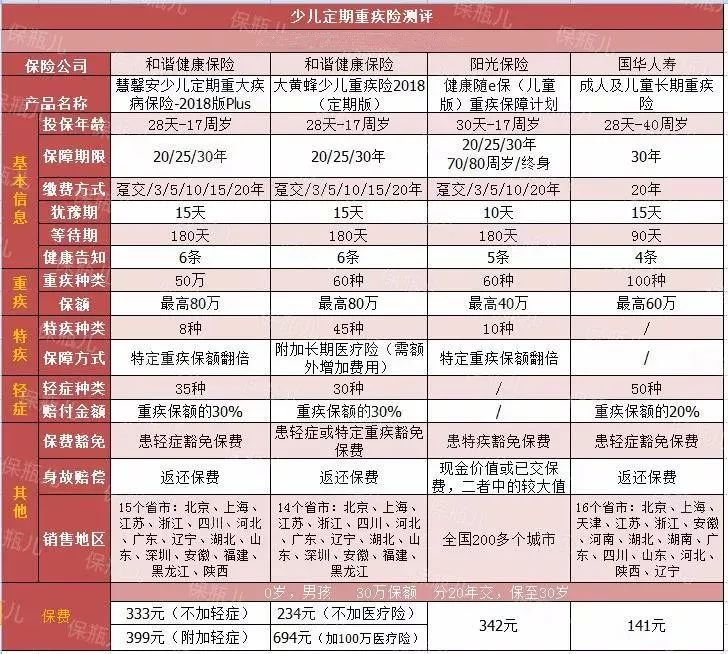 少儿定期重疾险测评
保险公司 和谐健康保险 和谐健康保险 阳光保险 国华人寿
产品名称 慧馨安少儿定期重大疾病保险-2018版Plus 大黄蜂少儿重疾险2018（定期版） 健康随e保（儿童版）重疾保障计划 成人及儿童长期重疾险
基本信息
投保年龄 28天-17周岁 28天-17周岁 30天-17周岁 28天-40周岁
保障期限 20/25/30年 20/25/30年 20/25/30年 70/80周岁/终身 30年
缴费方式 趸交/3/5/10/15/20年 趸交/3/5/10/15/20年 趸交/3/5/10/20年 20年
犹豫期 15天 15天 10天 15天
等待期 180天 180天 180天 90天
健康告知 6条 6条 5条 4条
重疾
重疾种类 50万 60种 60种 100种
保额 最高80万 最高80万 最高40万 最高60万
特疾
特疾种类 8种 45种 10种 /
保障方式 特定重疾保额翻倍 附加长期医疗险（需额外增加费用） 特定重疾保额翻倍 /
轻症
轻症种类 35种 30种 / 50种
赔付金额 重疾保额的30% 重疾保额的30% / 重疾保额的20%
其他
保费豁免 患轻症豁免保费 患轻症或特定重疾豁免保费 患特疾豁免保费 患轻症豁免保费
身故赔偿 返还保费 返还保费 现金价值或已交保费，二者中的较大值 返还保费
销售地区 15个省市：北京、上海、江苏、浙江、四川、河北、广东、辽宁、湖北、山东、深圳、安徽、福建、黑龙江、陕西 14个省市：北京、上海、江苏、浙江、四川、河北、广东、辽宁、湖北、山东、深圳、安徽、福建、黑龙江 全国200多个城市 16个省市：北京、上海、天津、江苏、浙江、安徽、河南、湖北、湖南、广东、四川、山东、河北、陕西、辽宁
保费
0岁，男孩 30万保额 分20年交，保至30岁
333元（不加轻症） 234元（不加医疗险） 342元 141元
399元（附加轻症） 694元（加100万医疗险）
保瓶儿